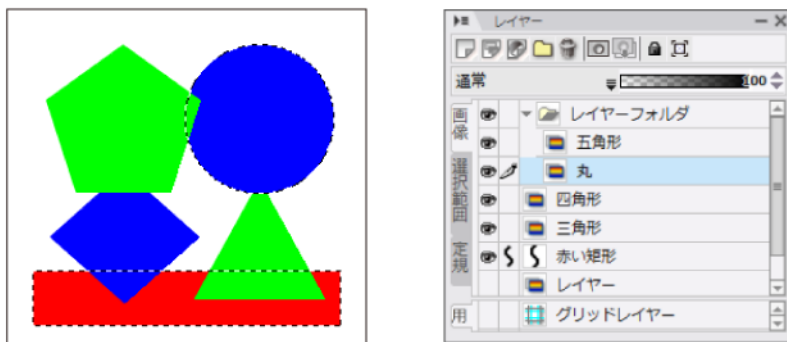 レイヤー
通常
100
画像
選択範囲
定規
用
レイヤーフォルダ
五角形
丸
四角形
三角形
赤い矩形
レイヤー
グリッドレイヤー